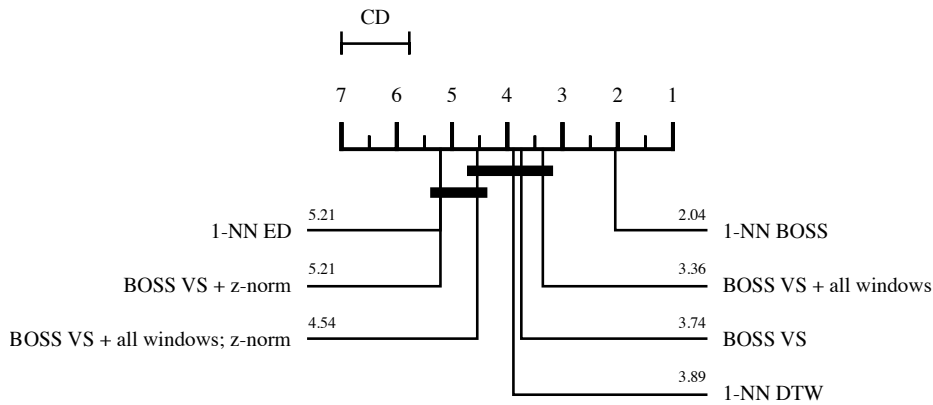 CD
7 6 5 4 3 2 1
5.21 2.04
1-NN ED 1-NN BOSS
5.21 3.36
BOSS VS + z-norm BOSS VS + all windows
4.54 3.74
BOSS VS + all windows; z-norm BOSS VS
3.89
1-NN DTW